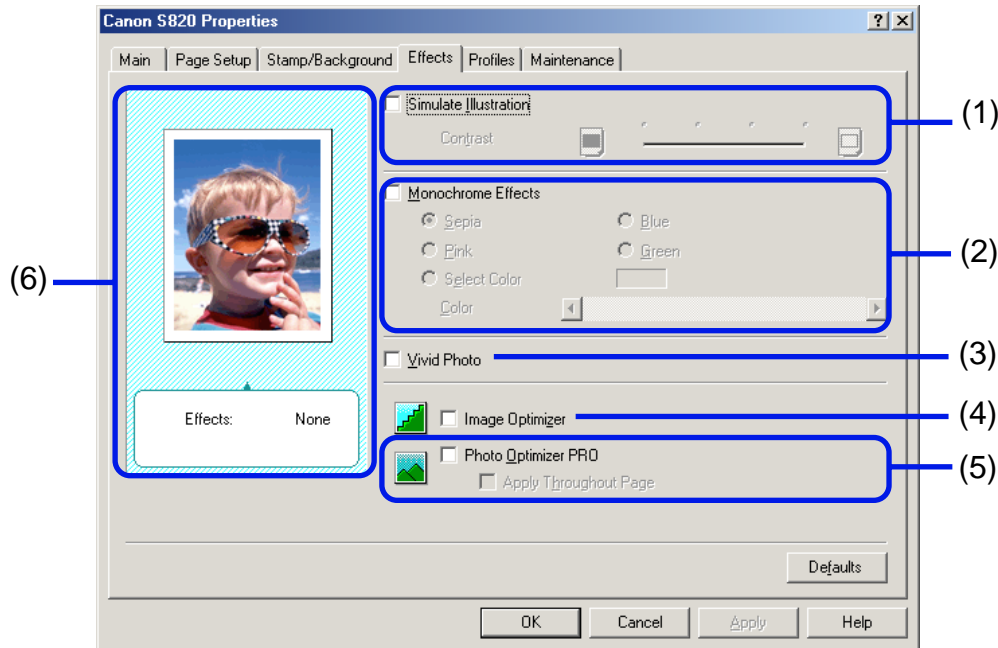 Canon S820 Properties
Main Page Setup Stamp/Background Effects Profiles Maintenance
Simulate Illustration
Contrast
(1)
Monochrome Effects
Sepia Blue
Pink Green
Select Color
Color
(2)
(6)
Vivid Photo
(3)
Effects: None
Image Optimizer
(4)
Photo Optimizer PRO
Apply Throughout Page
(5)
Defaults
OK Cancel Apply Help